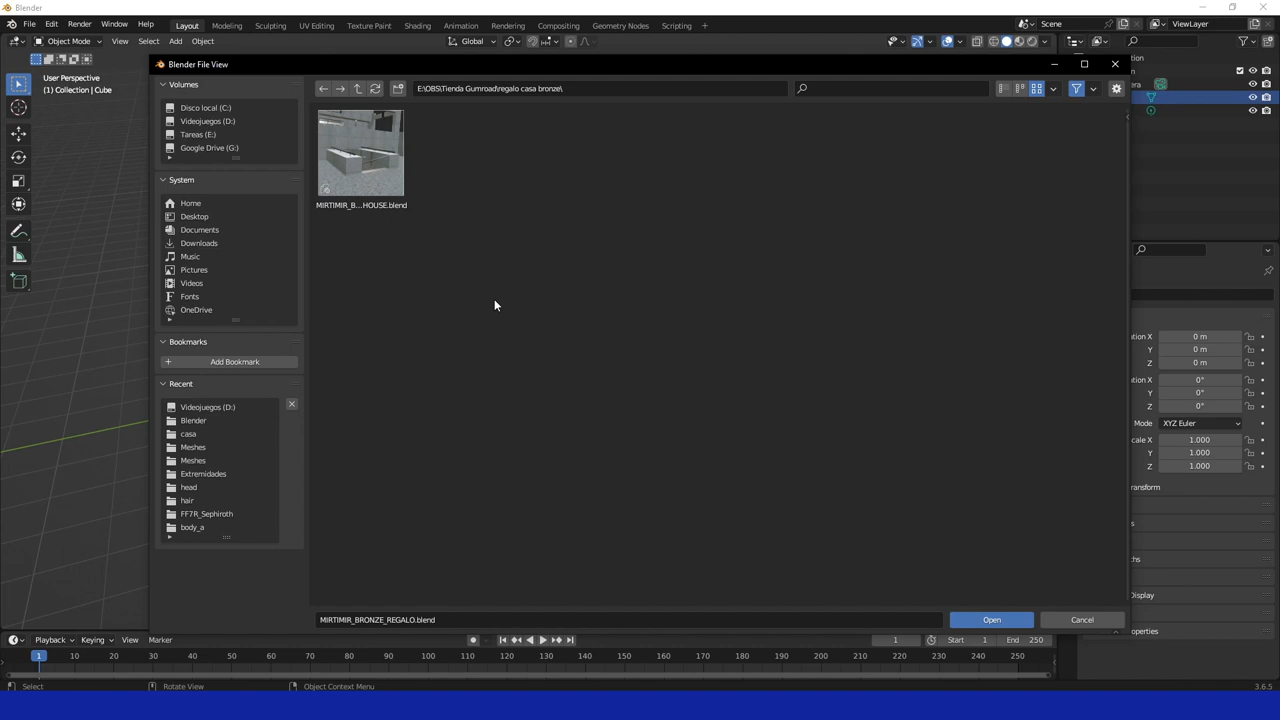 Blender
File Edit Render Window Help Layout Modeling Sculpting UV Editing Texture Paint Shading Animation Rendering Compositing Geometry Nodes Scripting + Scene ViewLayer
Object Mode View Select Add Object Global
User Perspective
(1) Collection | Cube
Blender File View
Volumes
Disco local (C:)
Videojuegos (D:)
Tareas (E:)
Google Drive (G:)
System
Home
Desktop
Documents
Downloads
Music
Pictures
Videos
Fonts
OneDrive
Bookmarks
Add Bookmark
Recent
Videojuegos (D:)
Blender
casa
Meshes
Meshes
Extremidades
head
hair
FF7R_Sephiroth
body_a
E:\OBS\Tienda Gumroad\regalo casa bronze\
MIRTIMIR_B...HOUSE.blend
MIRTIMIR_BRONZE_REGALO.blend
Open Cancel
ction
n
era
ation X 0 m
Y 0 m
Z 0 m
ation X 0°
Y 0°
Z 0°
Mode XYZ Euler
cale X 1.000
Y 1.000
Z 1.000
ransform
s
ths
Display
operties
Playback Keying View Marker 1 Start 1 End 250
1 10 20 30 40 50 60 70 80 90 100 110 120 130 140 150 160 170 180 190 200 210 220 230 240 250
Select Rotate View Object Context Menu 3.6.5